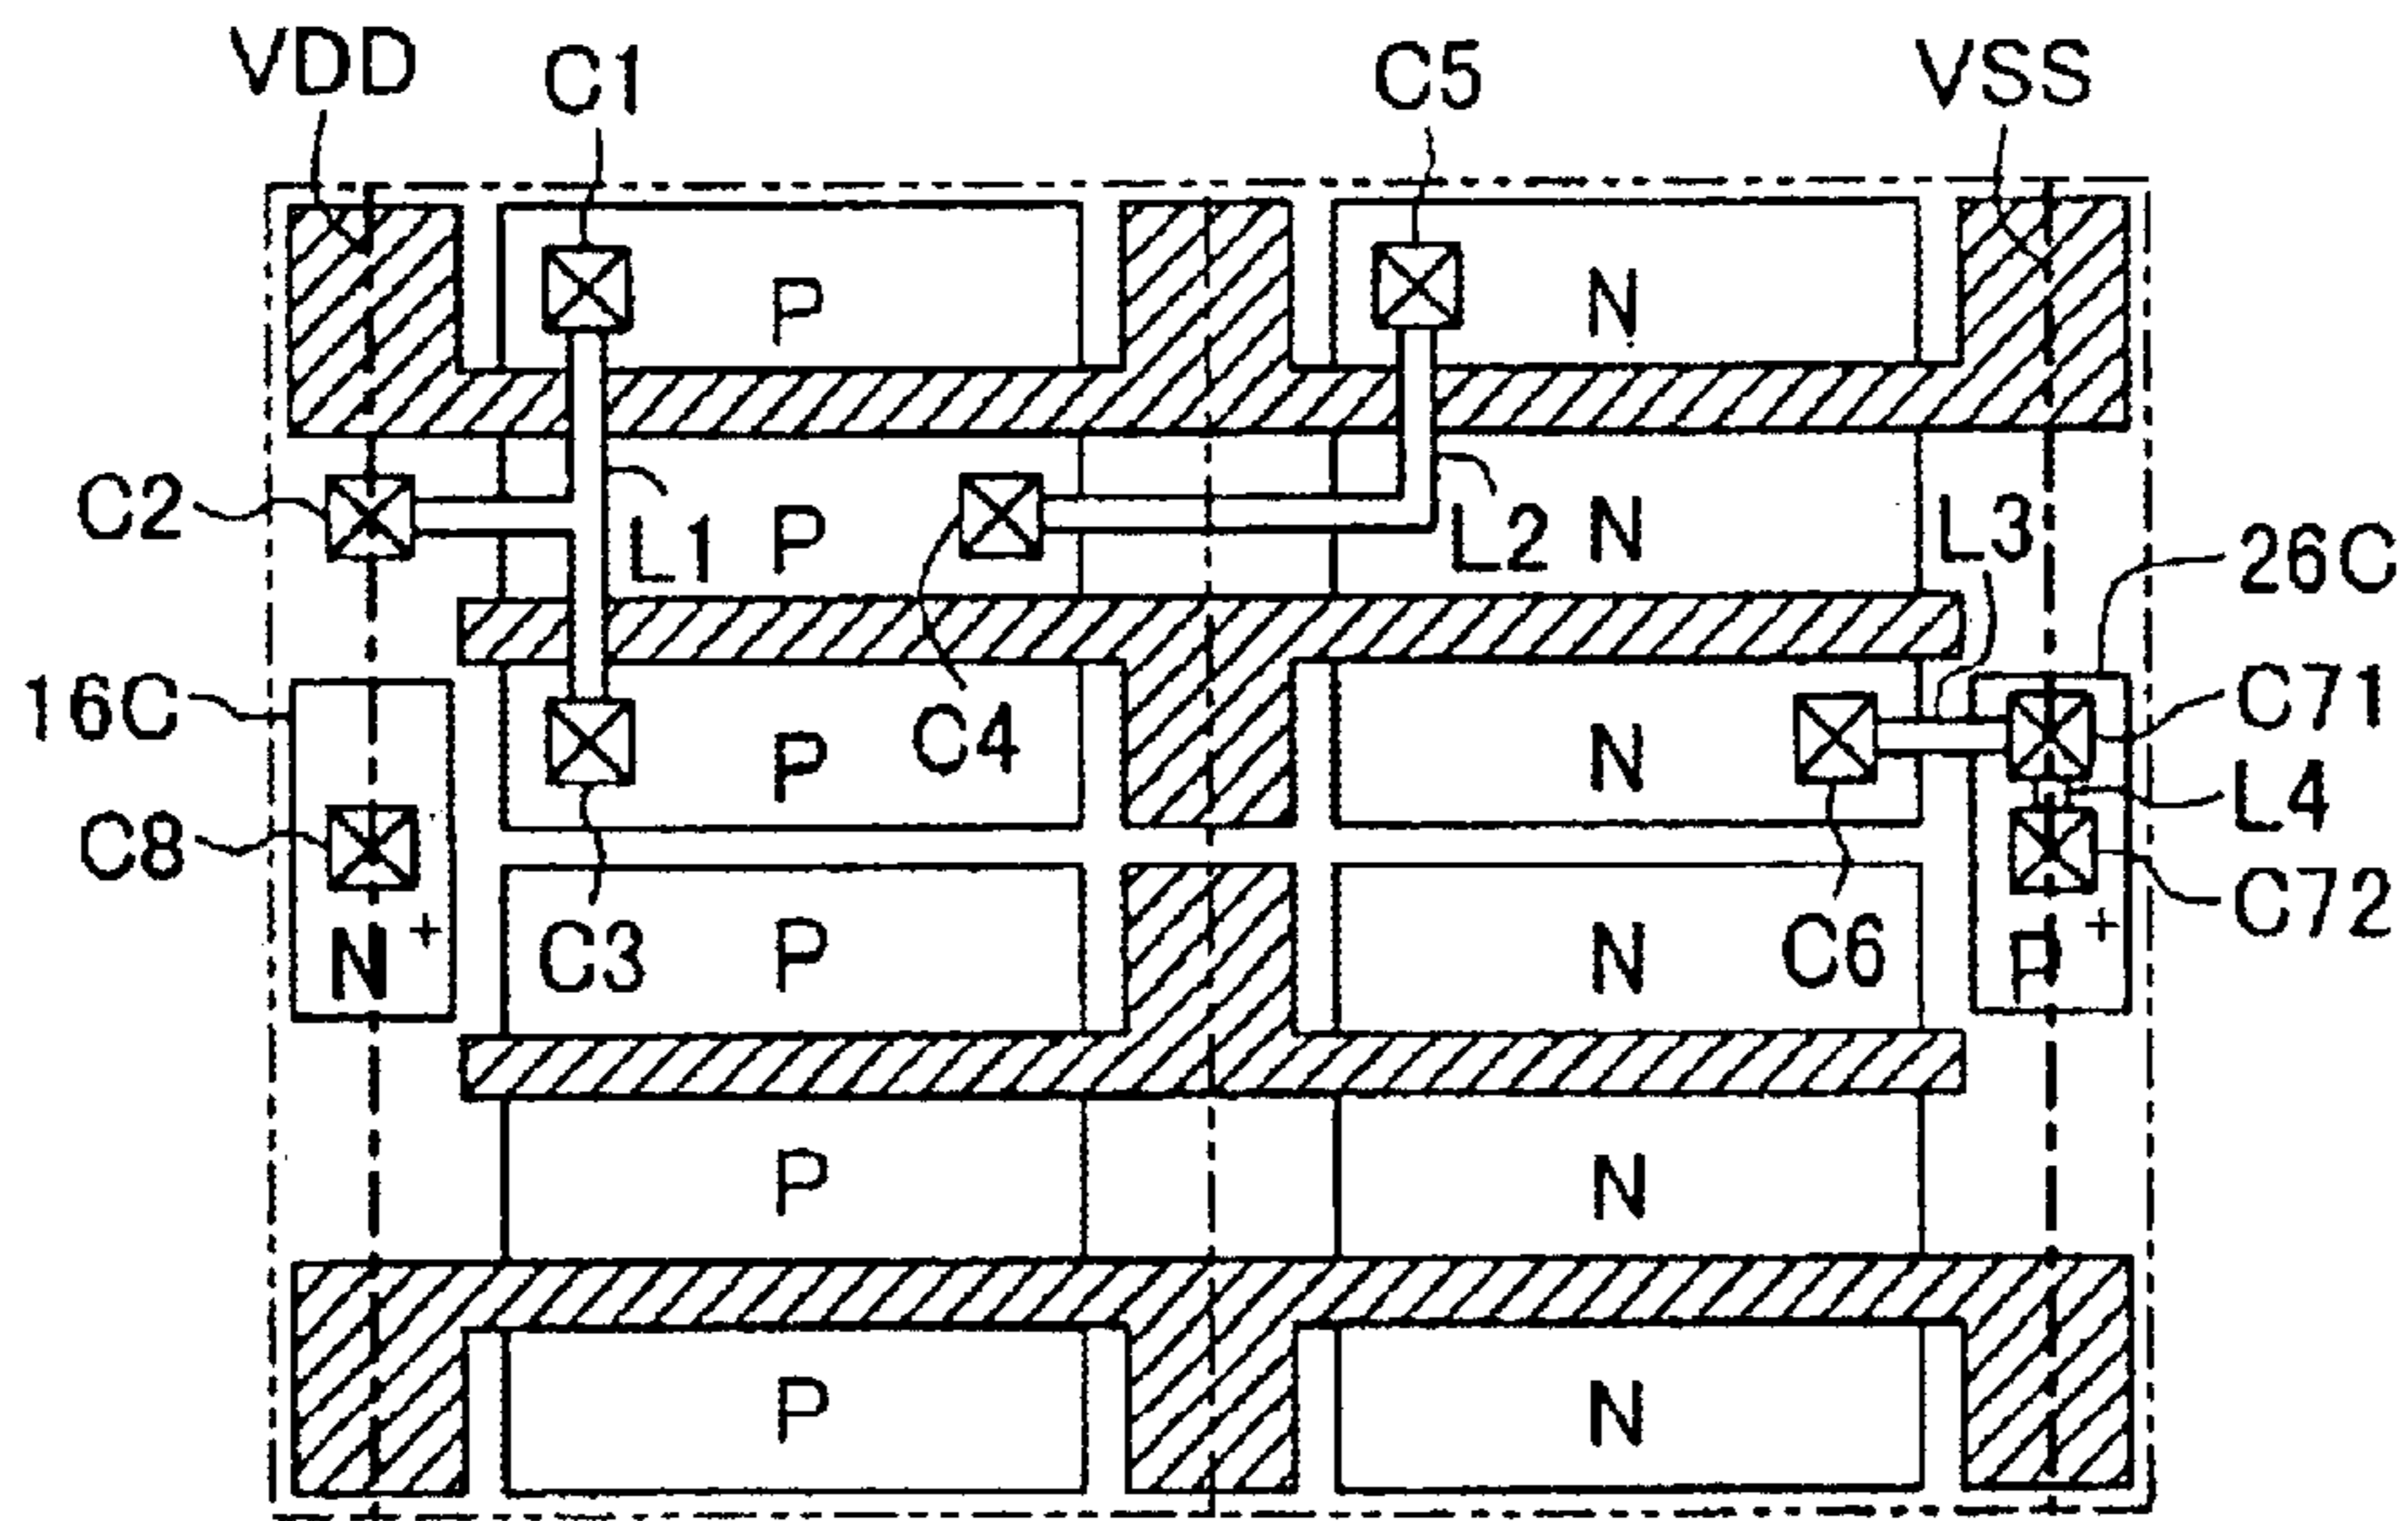 VDD C1 C5 VSS
P N
C2 L1 P L2 N L3 26C
16C P C4 N C71
L4
C8 C72
N+ C3 P N C6 P+
P N
P N